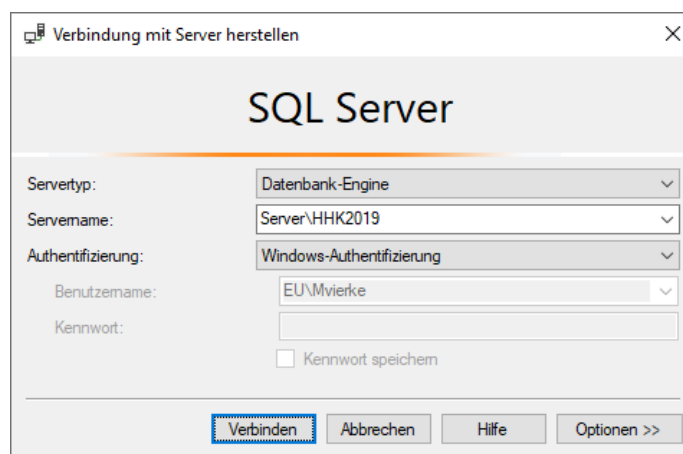 Verbindung mit Server herstellen
SQL Server
Servertyp: Datenbank-Engine
Servername: Server\HHK2019
Authentifizierung: Windows-Authentifizierung
Benutzername: EU\Mvierke
Kennwort:
Kennwort speichern
Verbinden Abbrechen Hilfe Optionen >>